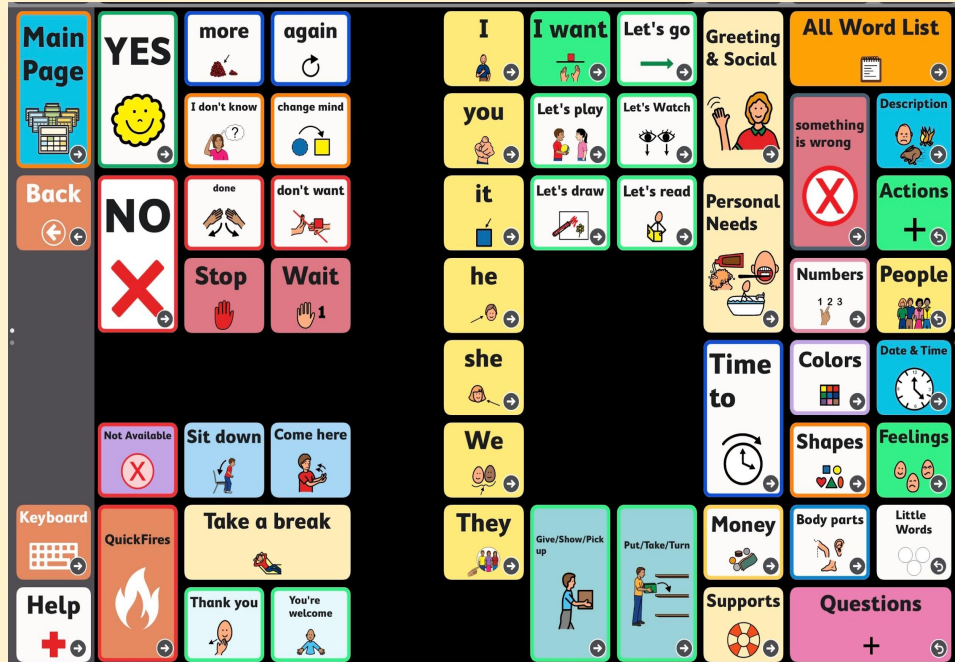 Main
Page
YES
more
again
I
I want
Let's go
Greeting
& Social
All Word List
I don't know
?
change mind
you
Let's play
Let's Watch
something
is wrong
X
Description
Back
NO
done
don't want
it
Let's draw
Let's read
Personal
Needs
Actions
+
Stop
Wait
1
he
Numbers
1 2 3
People
she
Time
to
Colors
Date & Time
Not Available
X
Sit down
Come here
We
Shapes
Feelings
Keyboard
QuickFires
Take a break
They
Give/Show/Pick
up
Put/Take/Turn
Money
Body parts
Little
Words
Help
Thank you
You're
welcome
Supports
Questions
+